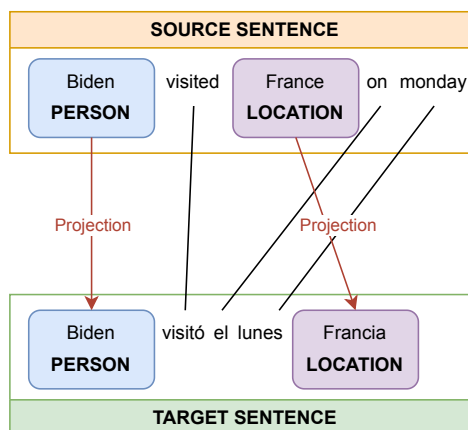 SOURCE SENTENCE
Biden visited France on monday
PERSON LOCATION
Projection Projection
Biden visitó el lunes Francia
PERSON LOCATION
TARGET SENTENCE